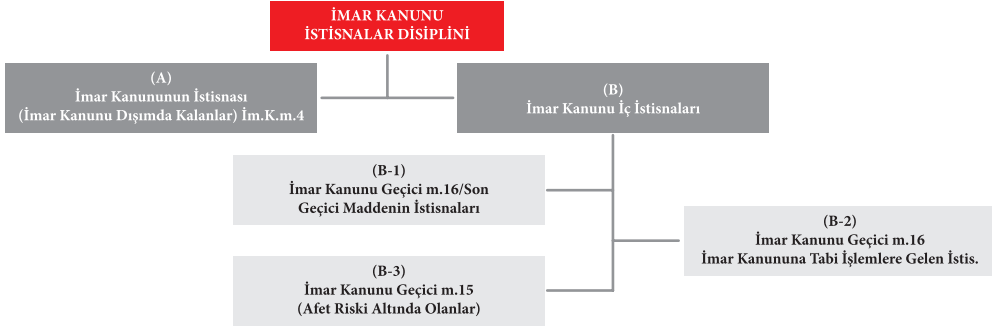 İMAR KANUNU
İSTİSNALAR DİSİPLİNİ
(A)
İmar Kanununun İstisnası
(İmar Kanunu Dışımda Kalanlar) İm.K.m.4
(B)
İmar Kanunu İç İstisnaları
(B-1)
İmar Kanunu Geçici m.16/Son
Geçici Maddenin İstisnaları
(B-2)
İmar Kanunu Geçici m.16
İmar Kanununa Tabi İşlemlere Gelen İstis.
(B-3)
İmar Kanunu Geçici m.15
(Afet Riski Altında Olanlar)